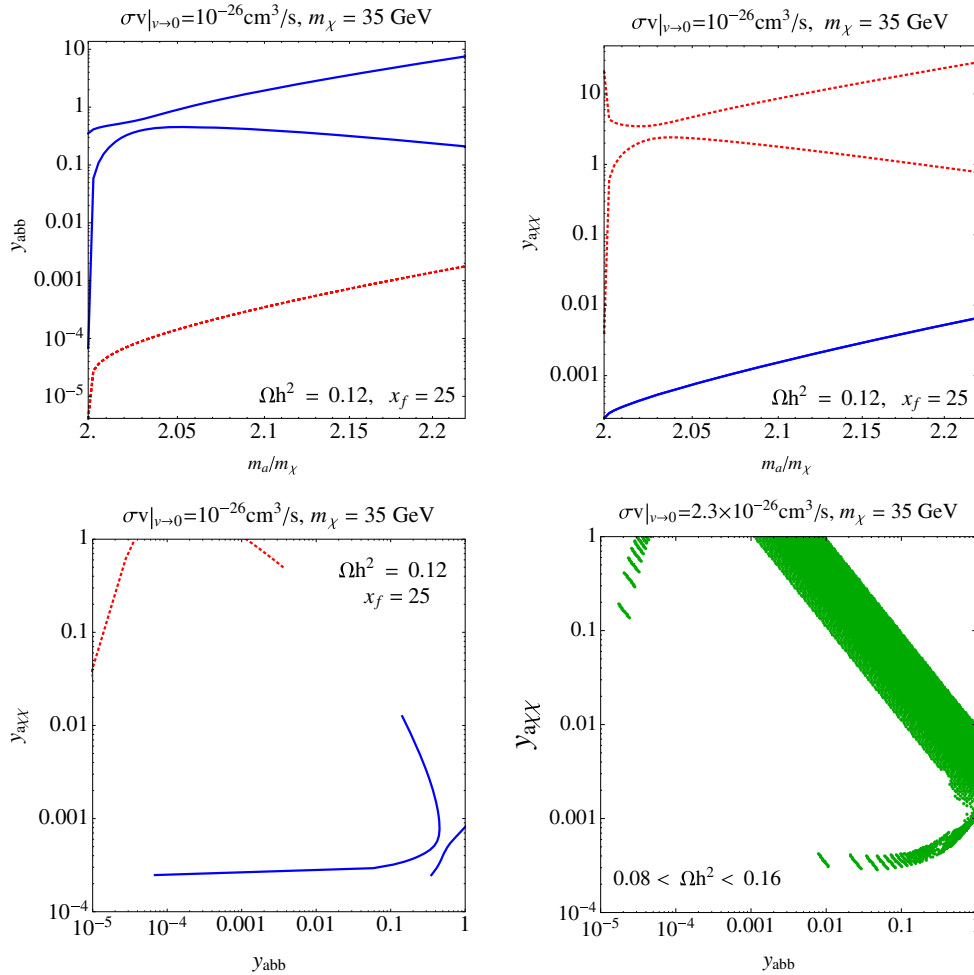 σv|v→0=10⁻²⁶cm³/s, mχ = 35 GeV
10
1
0.1
0.01
0.001
10⁻⁴
10⁻⁵
yabb
Ωh² = 0.12, xf = 25
2. 2.05 2.1 2.15 2.2
ma/mχ
σv|v→0=10⁻²⁶cm³/s, mχ = 35 GeV
10
1
0.1
0.01
0.001
yaχχ
Ωh² = 0.12, xf = 25
2. 2.05 2.1 2.15 2.2
ma/mχ
σv|v→0=10⁻²⁶cm³/s, mχ = 35 GeV
1
0.1
0.01
0.001
10⁻⁴
yaχχ
Ωh² = 0.12
xf = 25
10⁻⁵ 10⁻⁴ 0.001 0.01 0.1 1
yabb
σv|v→0=2.3×10⁻²⁶cm³/s, mχ = 35 GeV
1
0.1
0.01
0.001
10⁻⁴
yaχχ
0.08 < Ωh² < 0.16
10⁻⁵ 10⁻⁴ 0.001 0.01 0.1 1
yabb